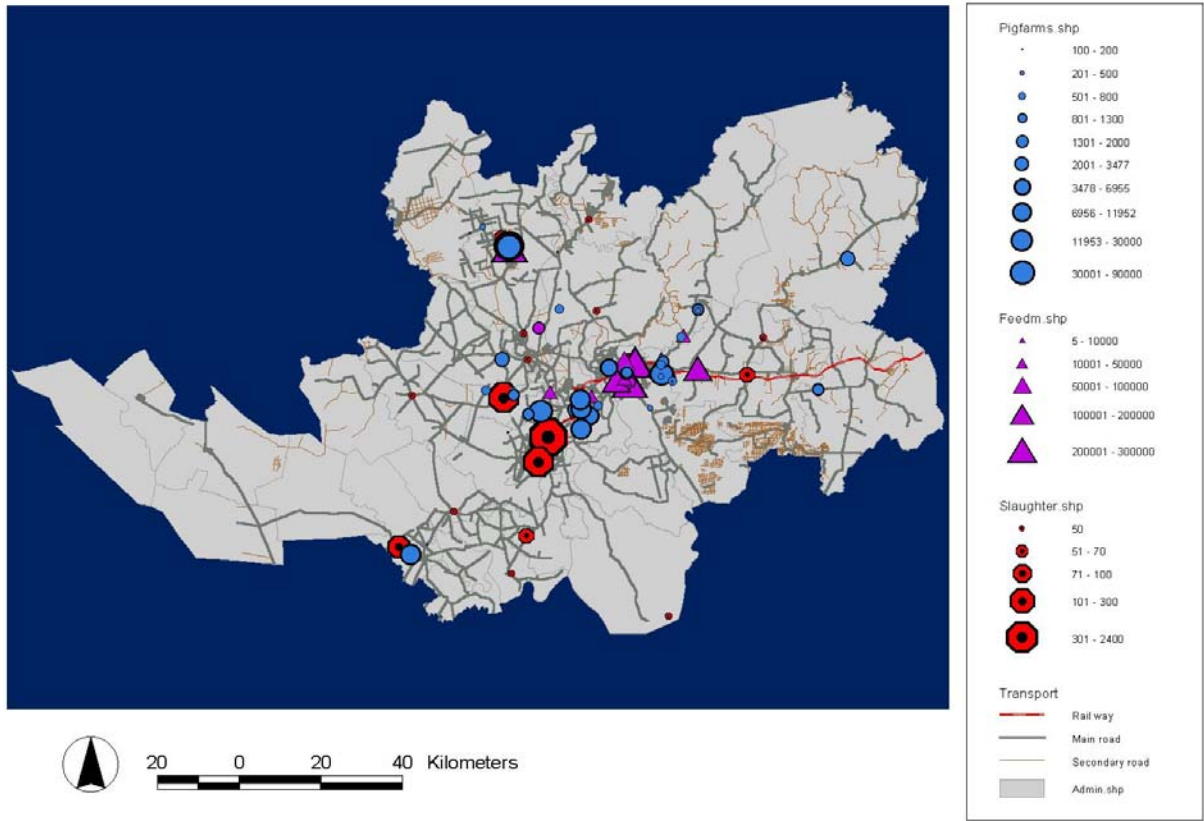 Pigfarms.shp
100 - 200
201 - 500
501 - 800
801 - 1300
1301 - 2000
2001 - 3477
3478 - 6955
6956 - 11952
11953 - 30000
30001 - 90000
Feedm.shp
5 - 10000
10001 - 50000
50001 - 100000
100001 - 200000
200001 - 300000
Slaughter.shp
50
51 - 70
71 - 100
101 - 300
301 - 2400
Transport
Rail way
Main road
Secondary road
Admin.shp
20 0 20 40 Kilometers